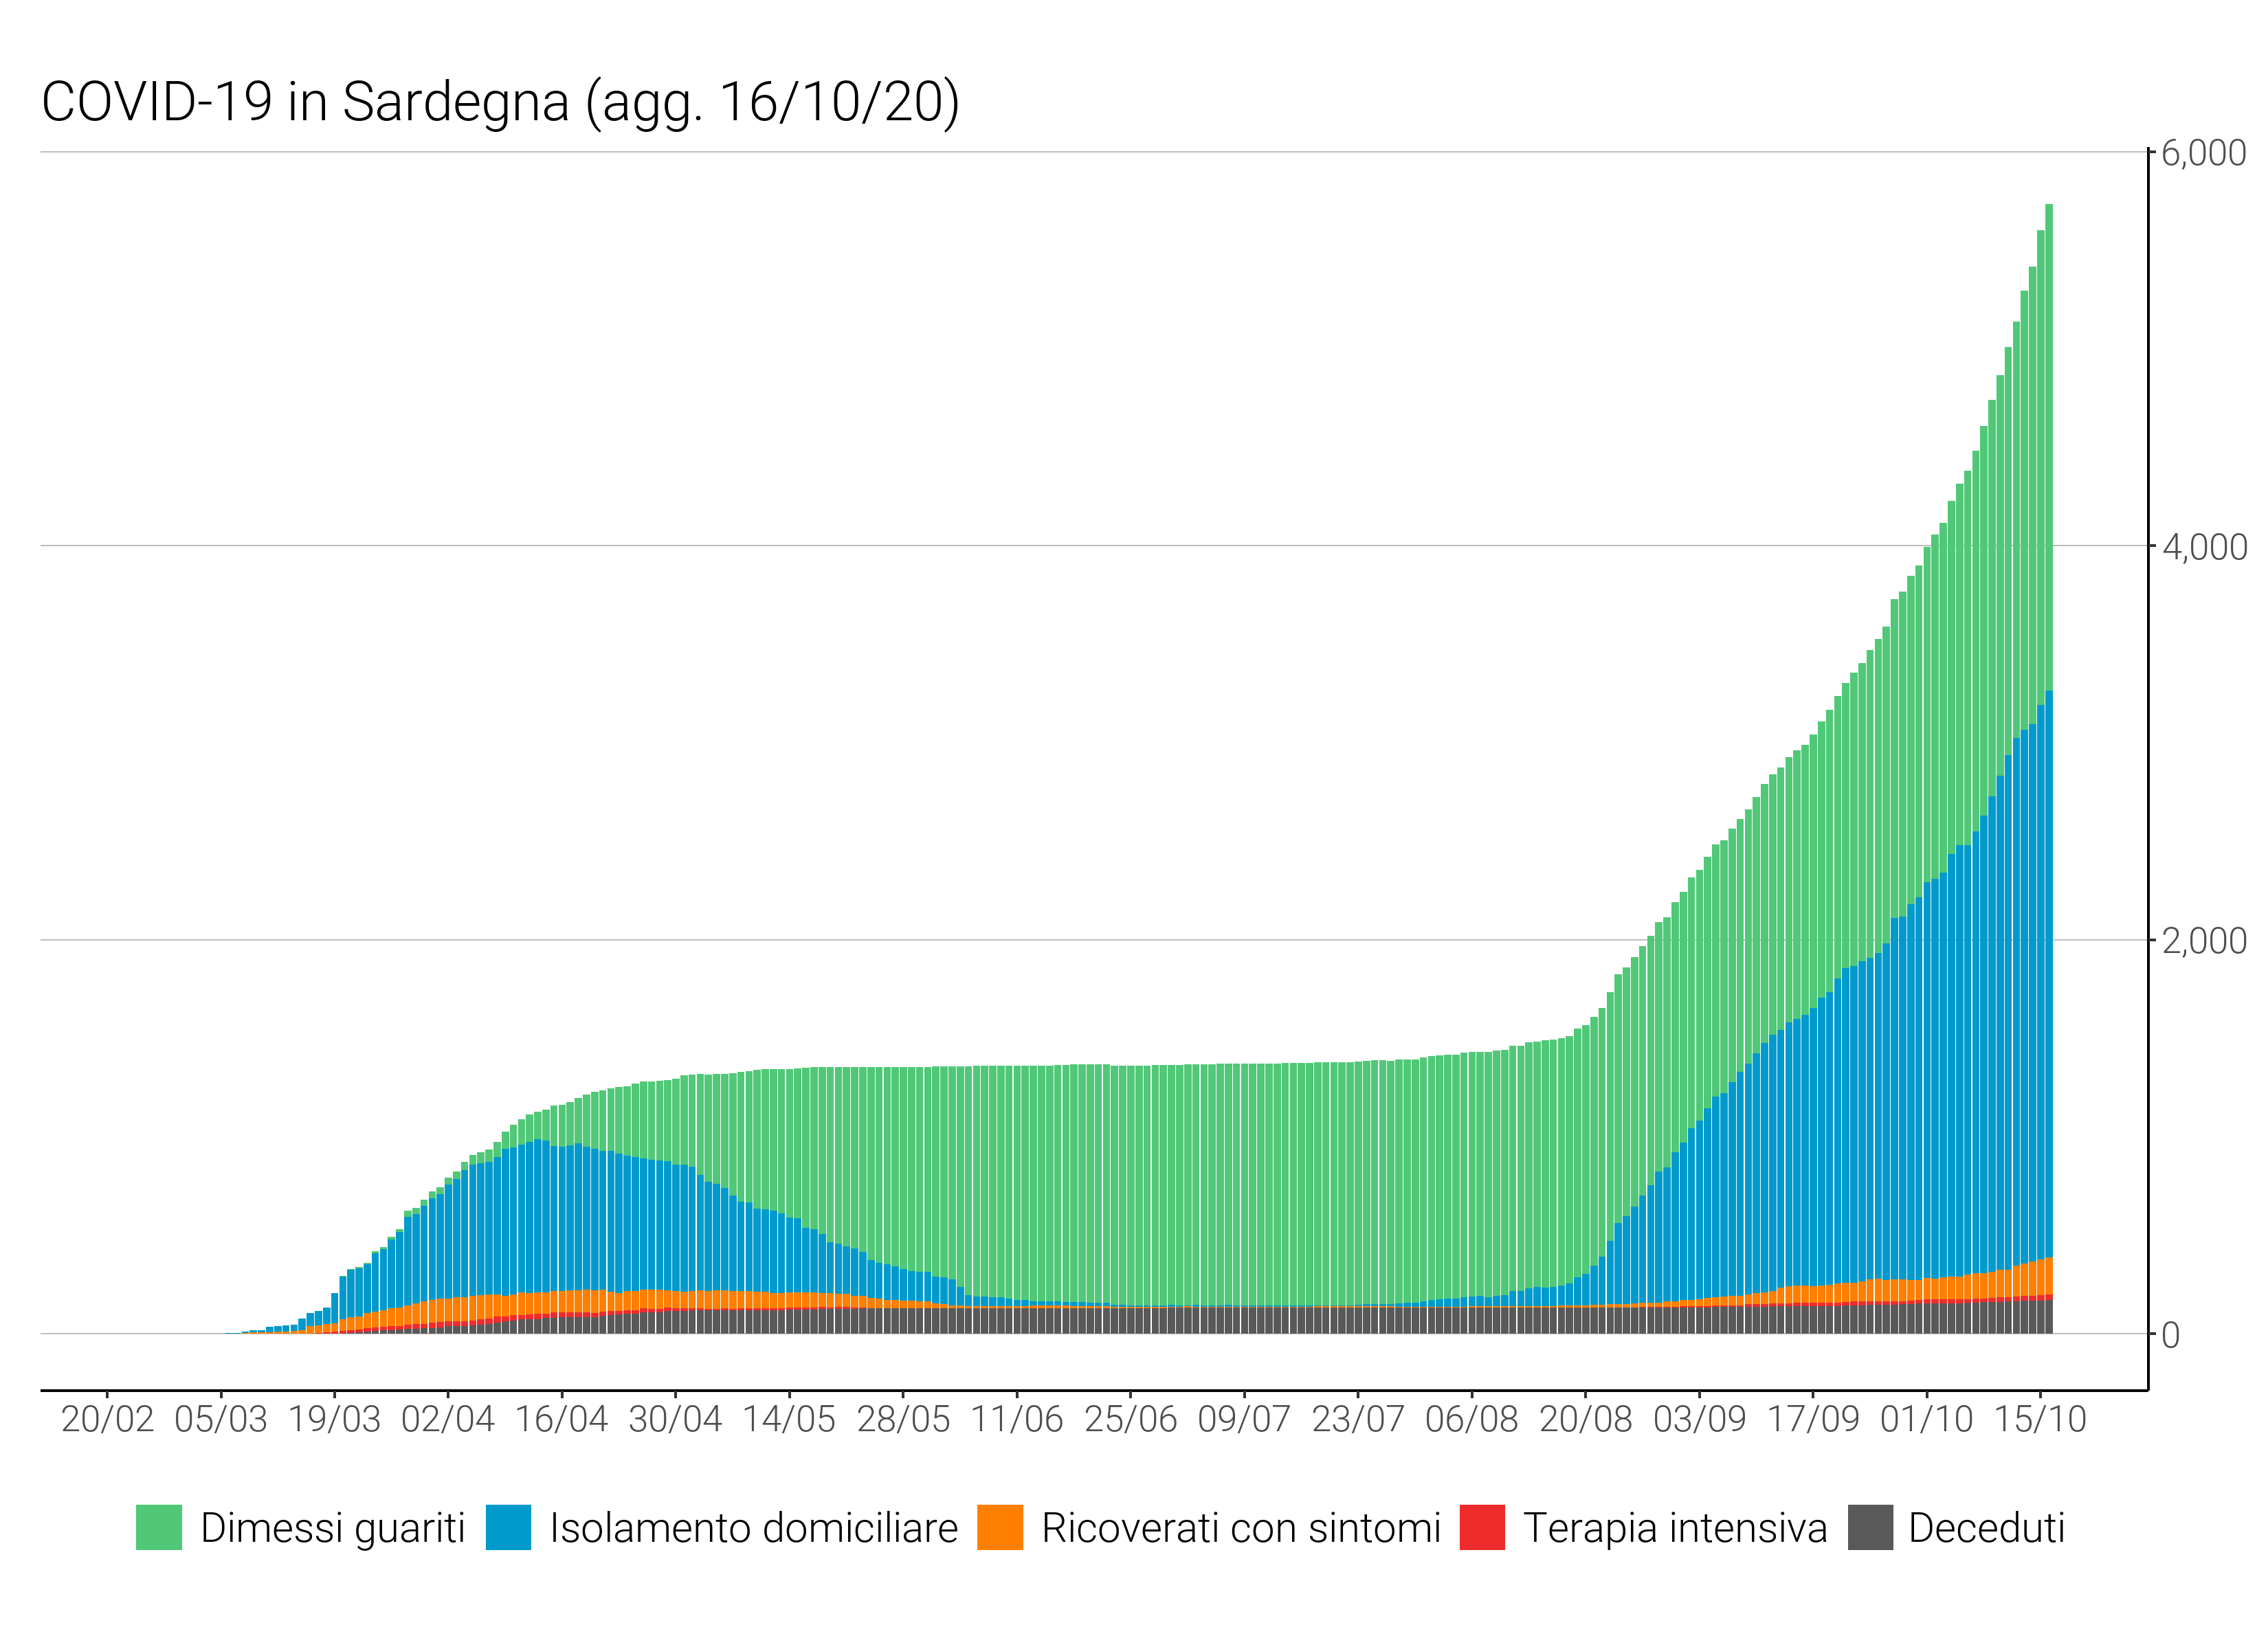 COVID-19 in Sardegna (agg. 16/10/20)
6,000
4,000
2,000
0
20/02 05/03 19/03 02/04 16/04 30/04 14/05 28/05 11/06 25/06 09/07 23/07 06/08 20/08 03/09 17/09 01/10 15/10
Dimessi guariti Isolamento domiciliare Ricoverati con sintomi Terapia intensiva Deceduti